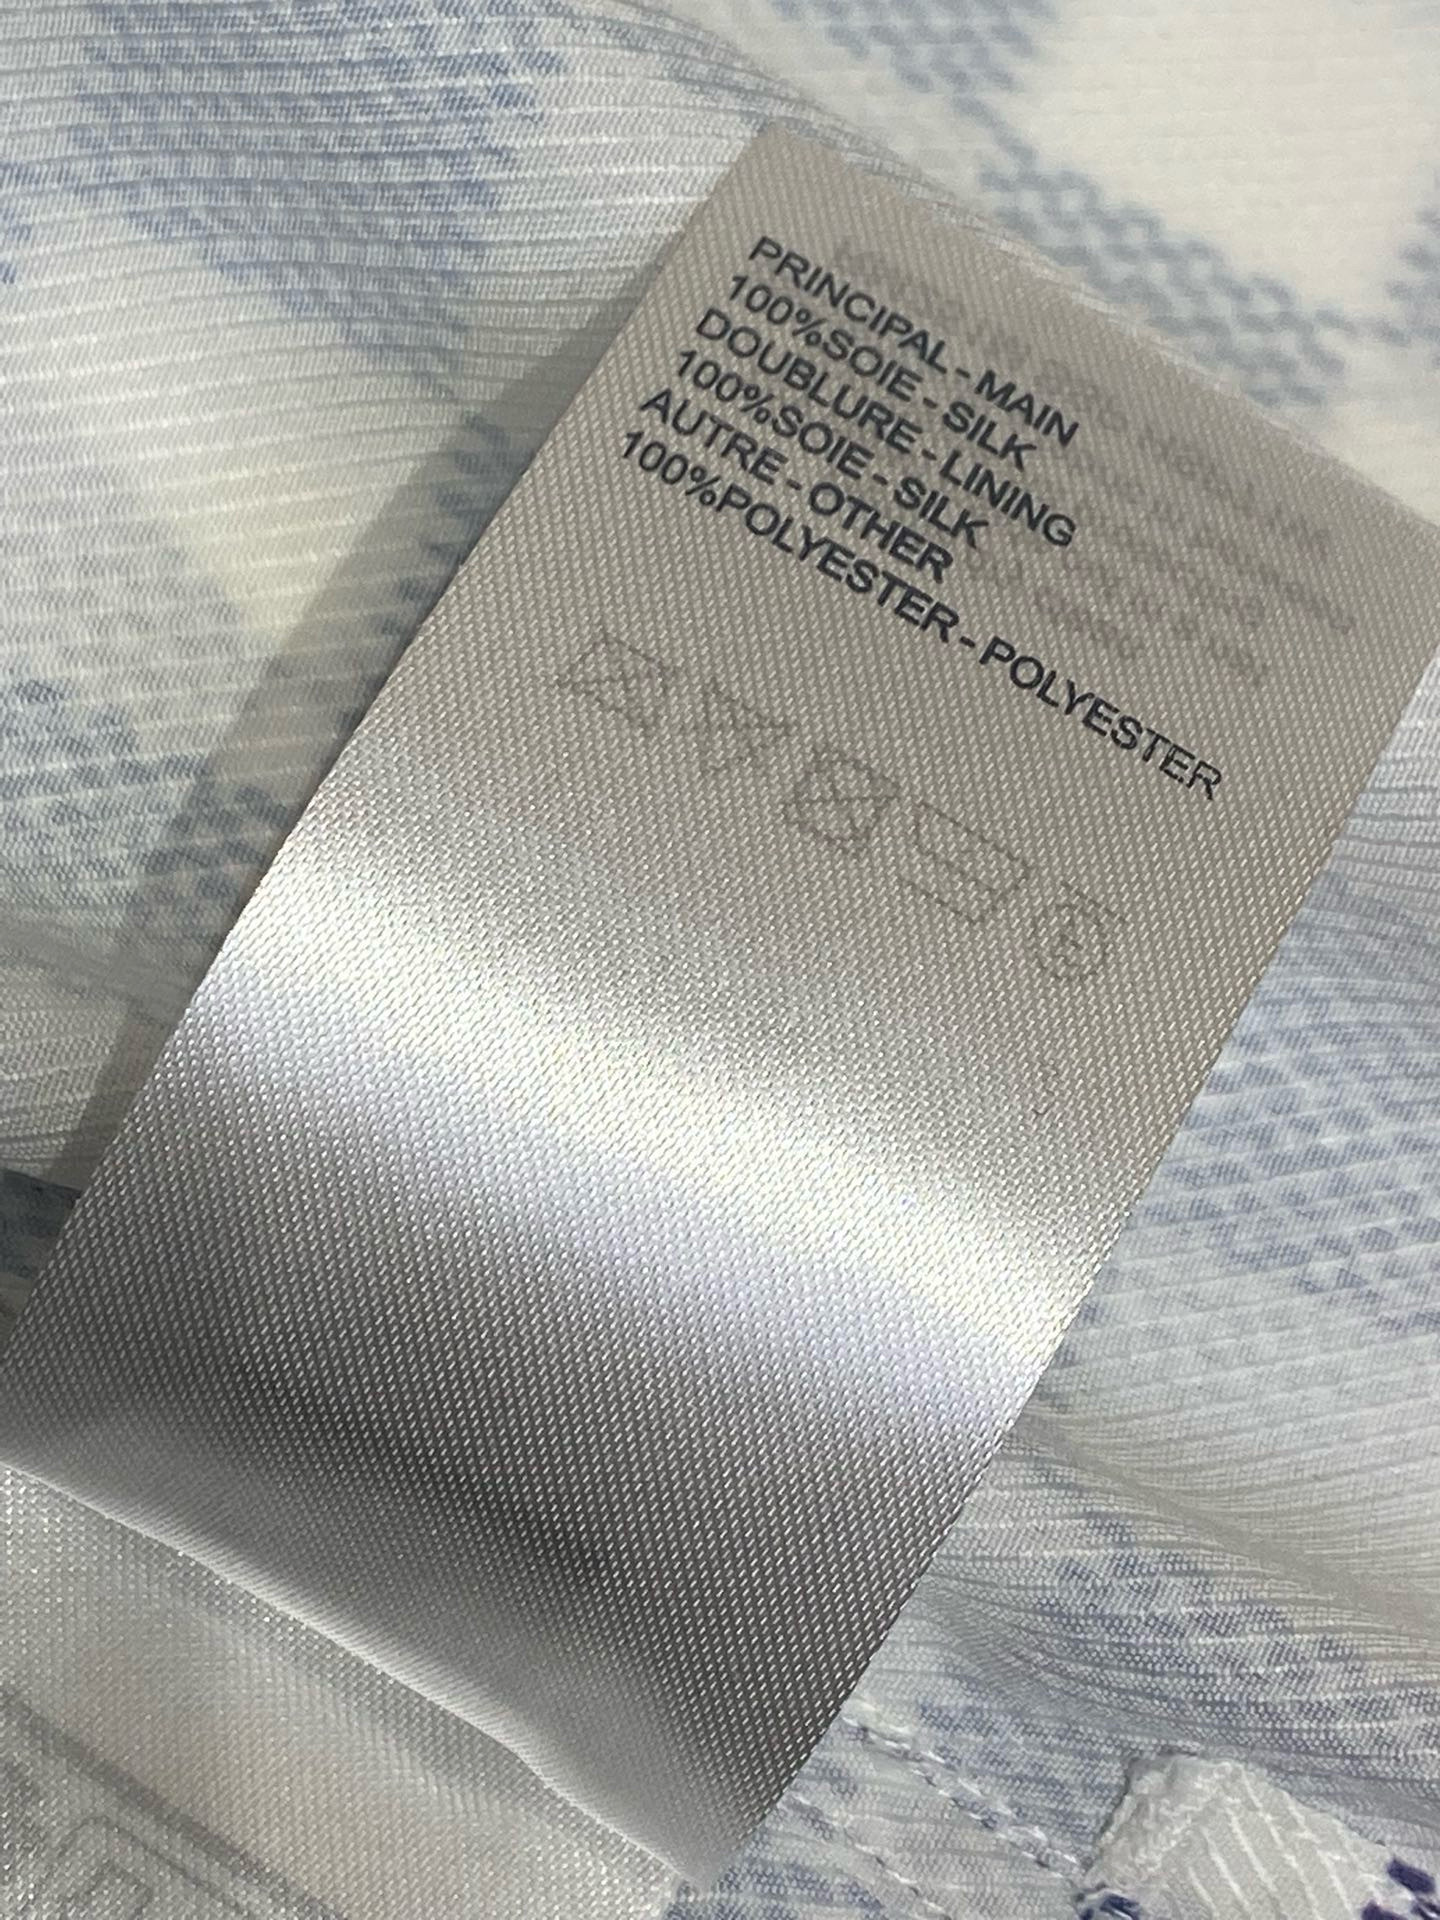 PRINCIPAL - MAIN
100%SOIE - SILK
DOUBLURE - LINING
100%SOIE - SILK
AUTRE - OTHER
100%POLYESTER - POLYESTER